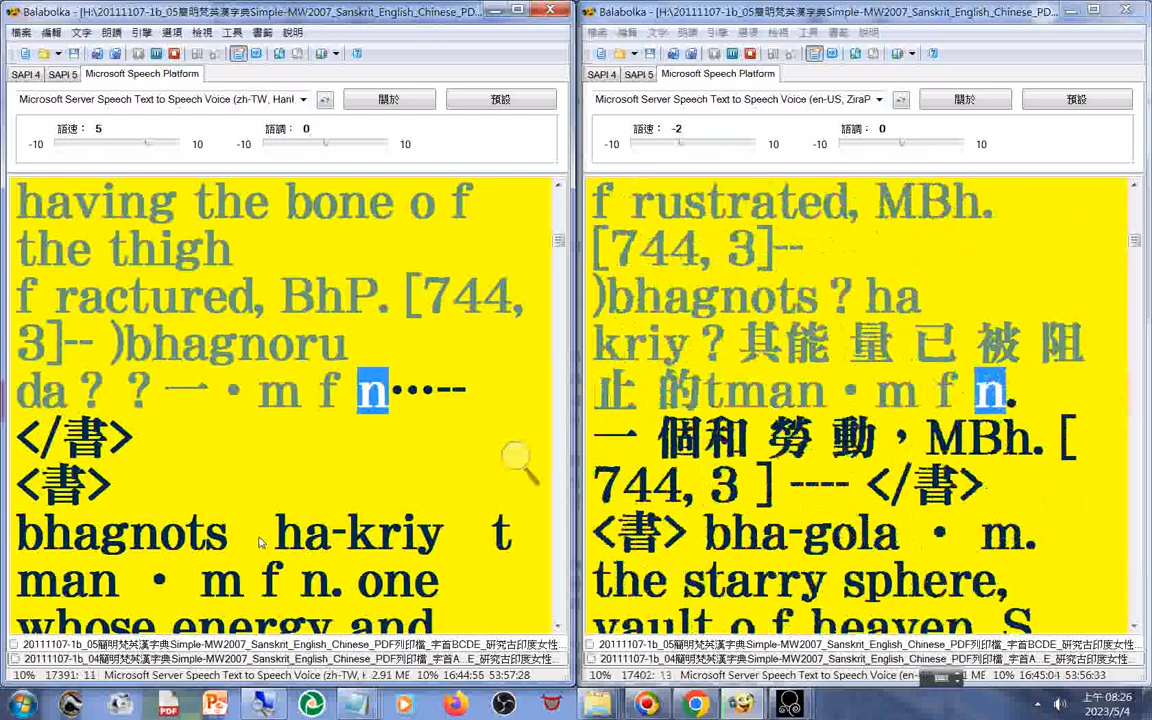 Balabolka - [H:\20111107-1b_05簡明梵英漢字典Simple-MW2007_Sanskrit_English_Chinese_PD...
檔案 編輯 文字 朗讀 引擎 選項 檢視 工具 書籤 說明
SAPI 4 SAPI 5 Microsoft Speech Platform
Microsoft Server Speech Text to Speech Voice (zh-TW, Hanl 關於 預設
語速： 5 語調： 0
-10 10 -10 10
having the bone o f
the thigh
f ractured, BhP. [744,
3]-- )bhagnoru
da？？一・m f n•••--
</書>
<書>
bhagnots ha-kriy t
man ・ m f n. one
whose energy and
20111107-1b_05簡明梵英漢字典Simple-MW2007_Sanskrit_English_Chinese_PDF列印檔_字首BCDE_研究古印度女性...
20111107-1b_04簡明梵英漢字典Simple-MW2007_Sanskrit_English_Chinese_PDF列印檔_字首A...E_研究古印度女性...
10% 17391: 11 Microsoft Server Speech Text to Speech Voice (zh-TW, H 2.91 MB 10% 16:44:55 53:57:28
Balabolka - [H:\20111107-1b_05簡明梵英漢字典Simple-MW2007_Sanskrit_English_Chinese_PD...
檔案 編輯 文字 朗讀 引擎 選項 檢視 工具 書籤 說明
SAPI 4 SAPI 5 Microsoft Speech Platform
Microsoft Server Speech Text to Speech Voice (en-US, ZiraP 關於 預設
語速： -2 語調： 0
-10 10 -10 10
f rustrated, MBh.
[744, 3]--
)bhagnots？ha
kriy？其能 量 已 被 阻
止 的tman・m f n.
一 個和 勞 動，MBh. [
744, 3 ] ---- </書>
<書> bha-gola ・ m.
the starry sphere,
vault o f heaven, S
20111107-1b_05簡明梵英漢字典Simple-MW2007_Sanskrit_English_Chinese_PDF列印檔_字首BCDE_研究古印度女性...
20111107-1b_04簡明梵英漢字典Simple-MW2007_Sanskrit_English_Chinese_PDF列印檔_字首A...E_研究古印度女性...
10% 17402: 13 Microsoft Server Speech Text to Speech Voice (en-US 10% 16:45:01 53:56:33
上午 08:26
2023/5/4